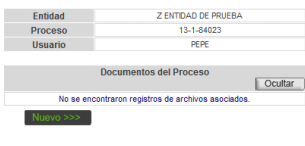 Entidad Z ENTIDAD DE PRUEBA
Proceso 13-1-84023
Usuario PEPE
Documentos del Proceso
Ocultar
No se encontraron registros de archivos asociados.
Nuevo >>>